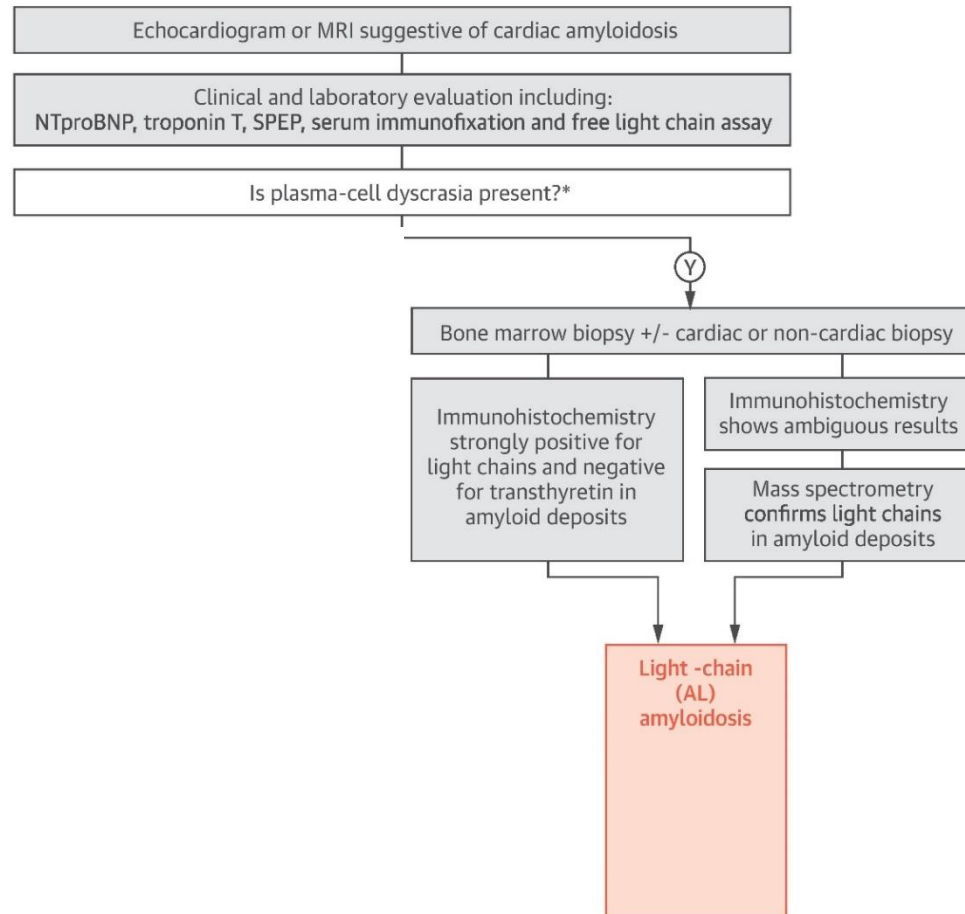 Echocardiogram or MRI suggestive of cardiac amyloidosis
Clinical and laboratory evaluation including:
NTproBNP, troponin T, SPEP, serum immunofixation and free light chain assay
Is plasma-cell dyscrasia present?*
Y
Bone marrow biopsy +/- cardiac or non-cardiac biopsy
Immunohistochemistry
strongly positive for
light chains and negative
for transthyretin in
amyloid deposits
Immunohistochemistry
shows ambiguous results
Mass spectrometry
confirms light chains
in amyloid deposits
Light -chain
(AL)
amyloidosis